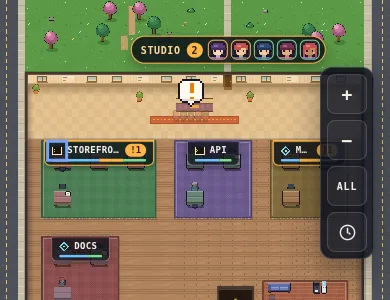 STUDIO 2
!
+
−
STOREFRO... !1
API
M...
ALL
DOCS